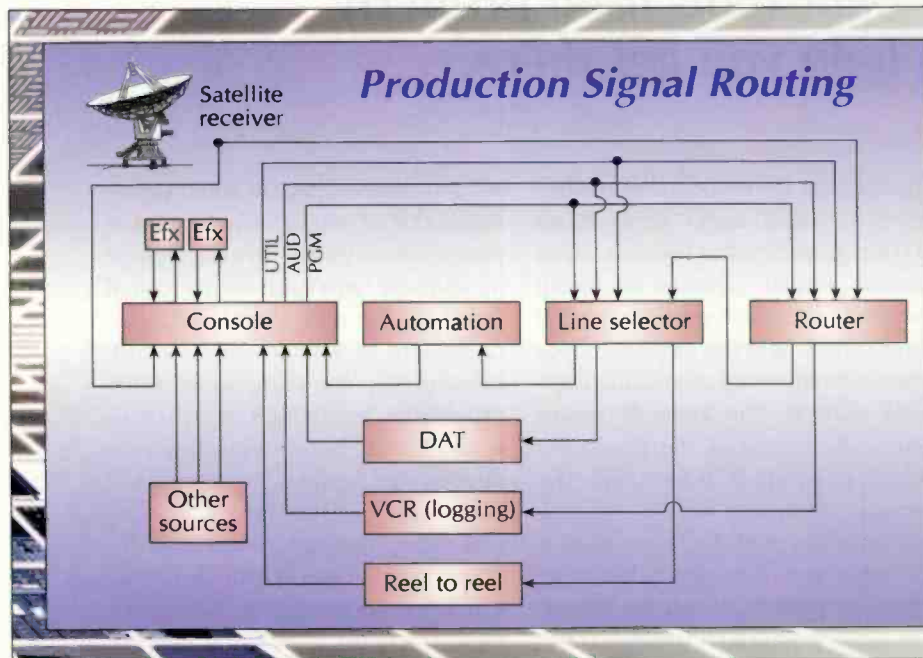 Production Signal Routing
Satellite
receiver
Efx
Efx
UTIL
AUD
PGM
Console
Automation
Line selector
Router
DAT
Other
sources
VCR (logging)
Reel to reel